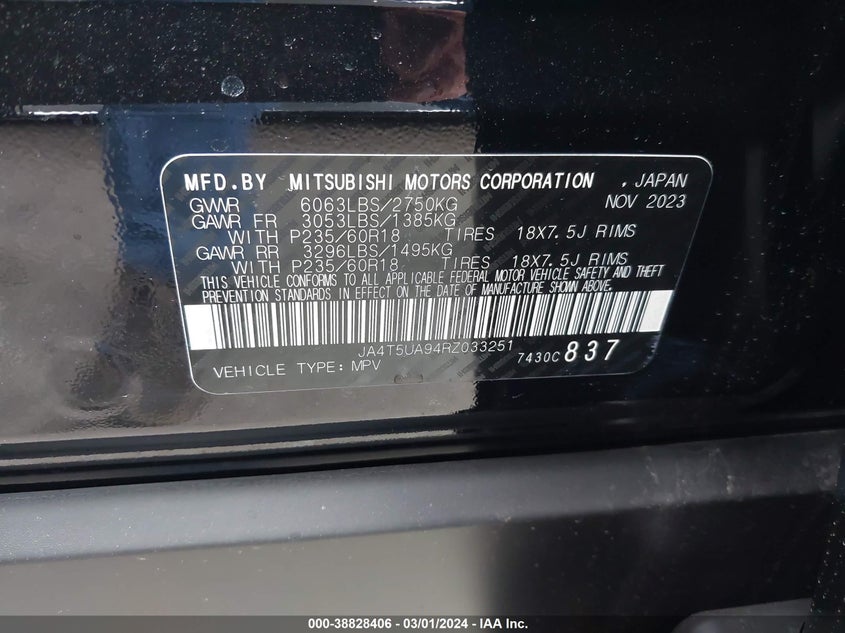 MFD.BY MITSUBISHI MOTORS CORPORATION . JAPAN
GVWR 6063LBS/2750KG NOV 2023
GAWR FR 3053LBS/1385KG
WITH P235/60R18 TIRES 18X7.5J RIMS
GAWR RR 3296LBS/1495KG
WITH P235/60R18 TIRES 18X7.5J RIMS
THIS VEHICLE CONFORMS TO ALL APPLICABLE FEDERAL MOTOR VEHICLE SAFETY AND THEFT
PREVENTION STANDARDS IN EFFECT ON THE DATE OF MANUFACTURE SHOWN ABOVE.
JA4T5UA94RZ033251
VEHICLE TYPE: MPV 7430C 837
000-38828406 — 03/01/2024 — IAA Inc.